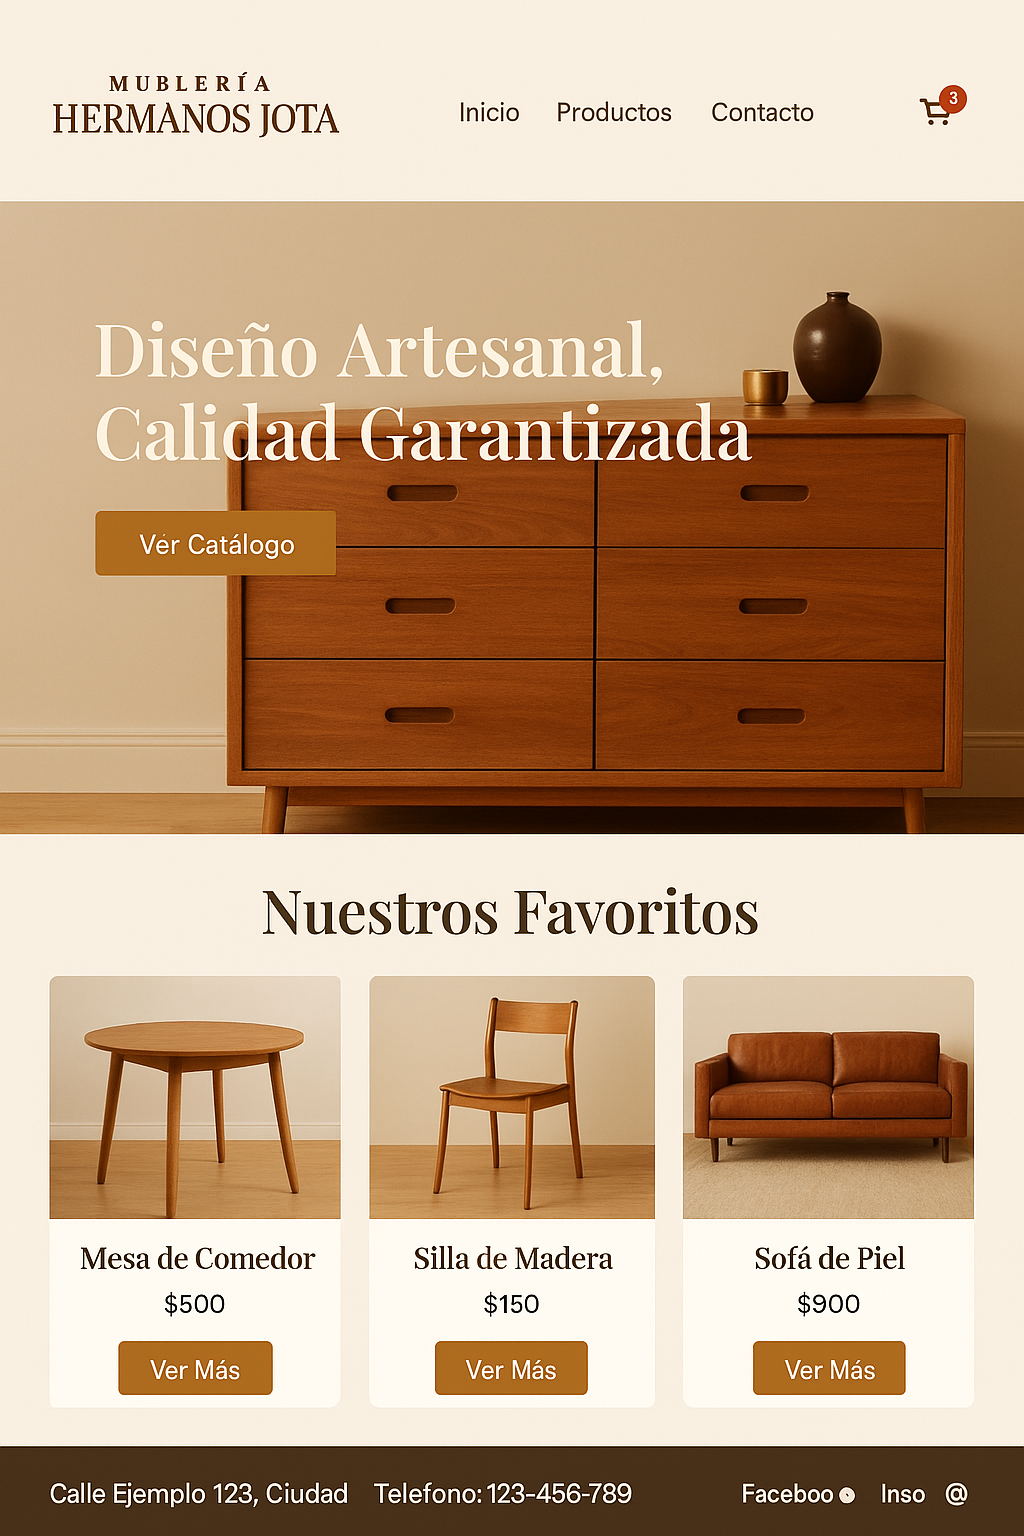 MUBLERÍA
HERMANOS JOTA
Inicio Productos Contacto
3
Diseño Artesanal,
Calidad Garantizada
Ver Catálogo
Nuestros Favoritos
Mesa de Comedor
$500
Ver Más
Silla de Madera
$150
Ver Más
Sofá de Piel
$900
Ver Más
Calle Ejemplo 123, Ciudad Telefono: 123-456-789 Faceboo Inso @